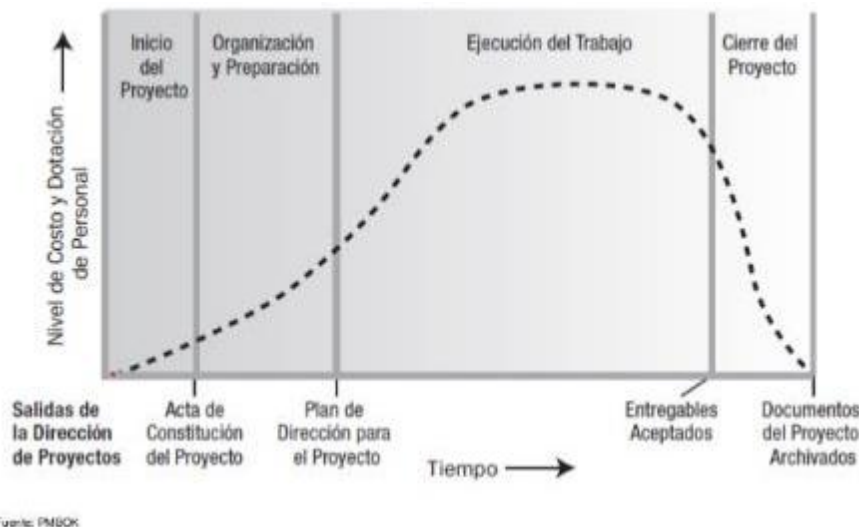 Inicio
del
Proyecto
Organización
y Preparación
Ejecución del Trabajo
Cierre del
Proyecto
Nivel de Costo y Dotación
de Personal
Salidas de
la Dirección
de Proyectos
Acta de
Constitución
del Proyecto
Plan de
Dirección para
el Proyecto
Entregables
Aceptados
Documentos
del Proyecto
Archivados
Tiempo
Fuente: PMBOK